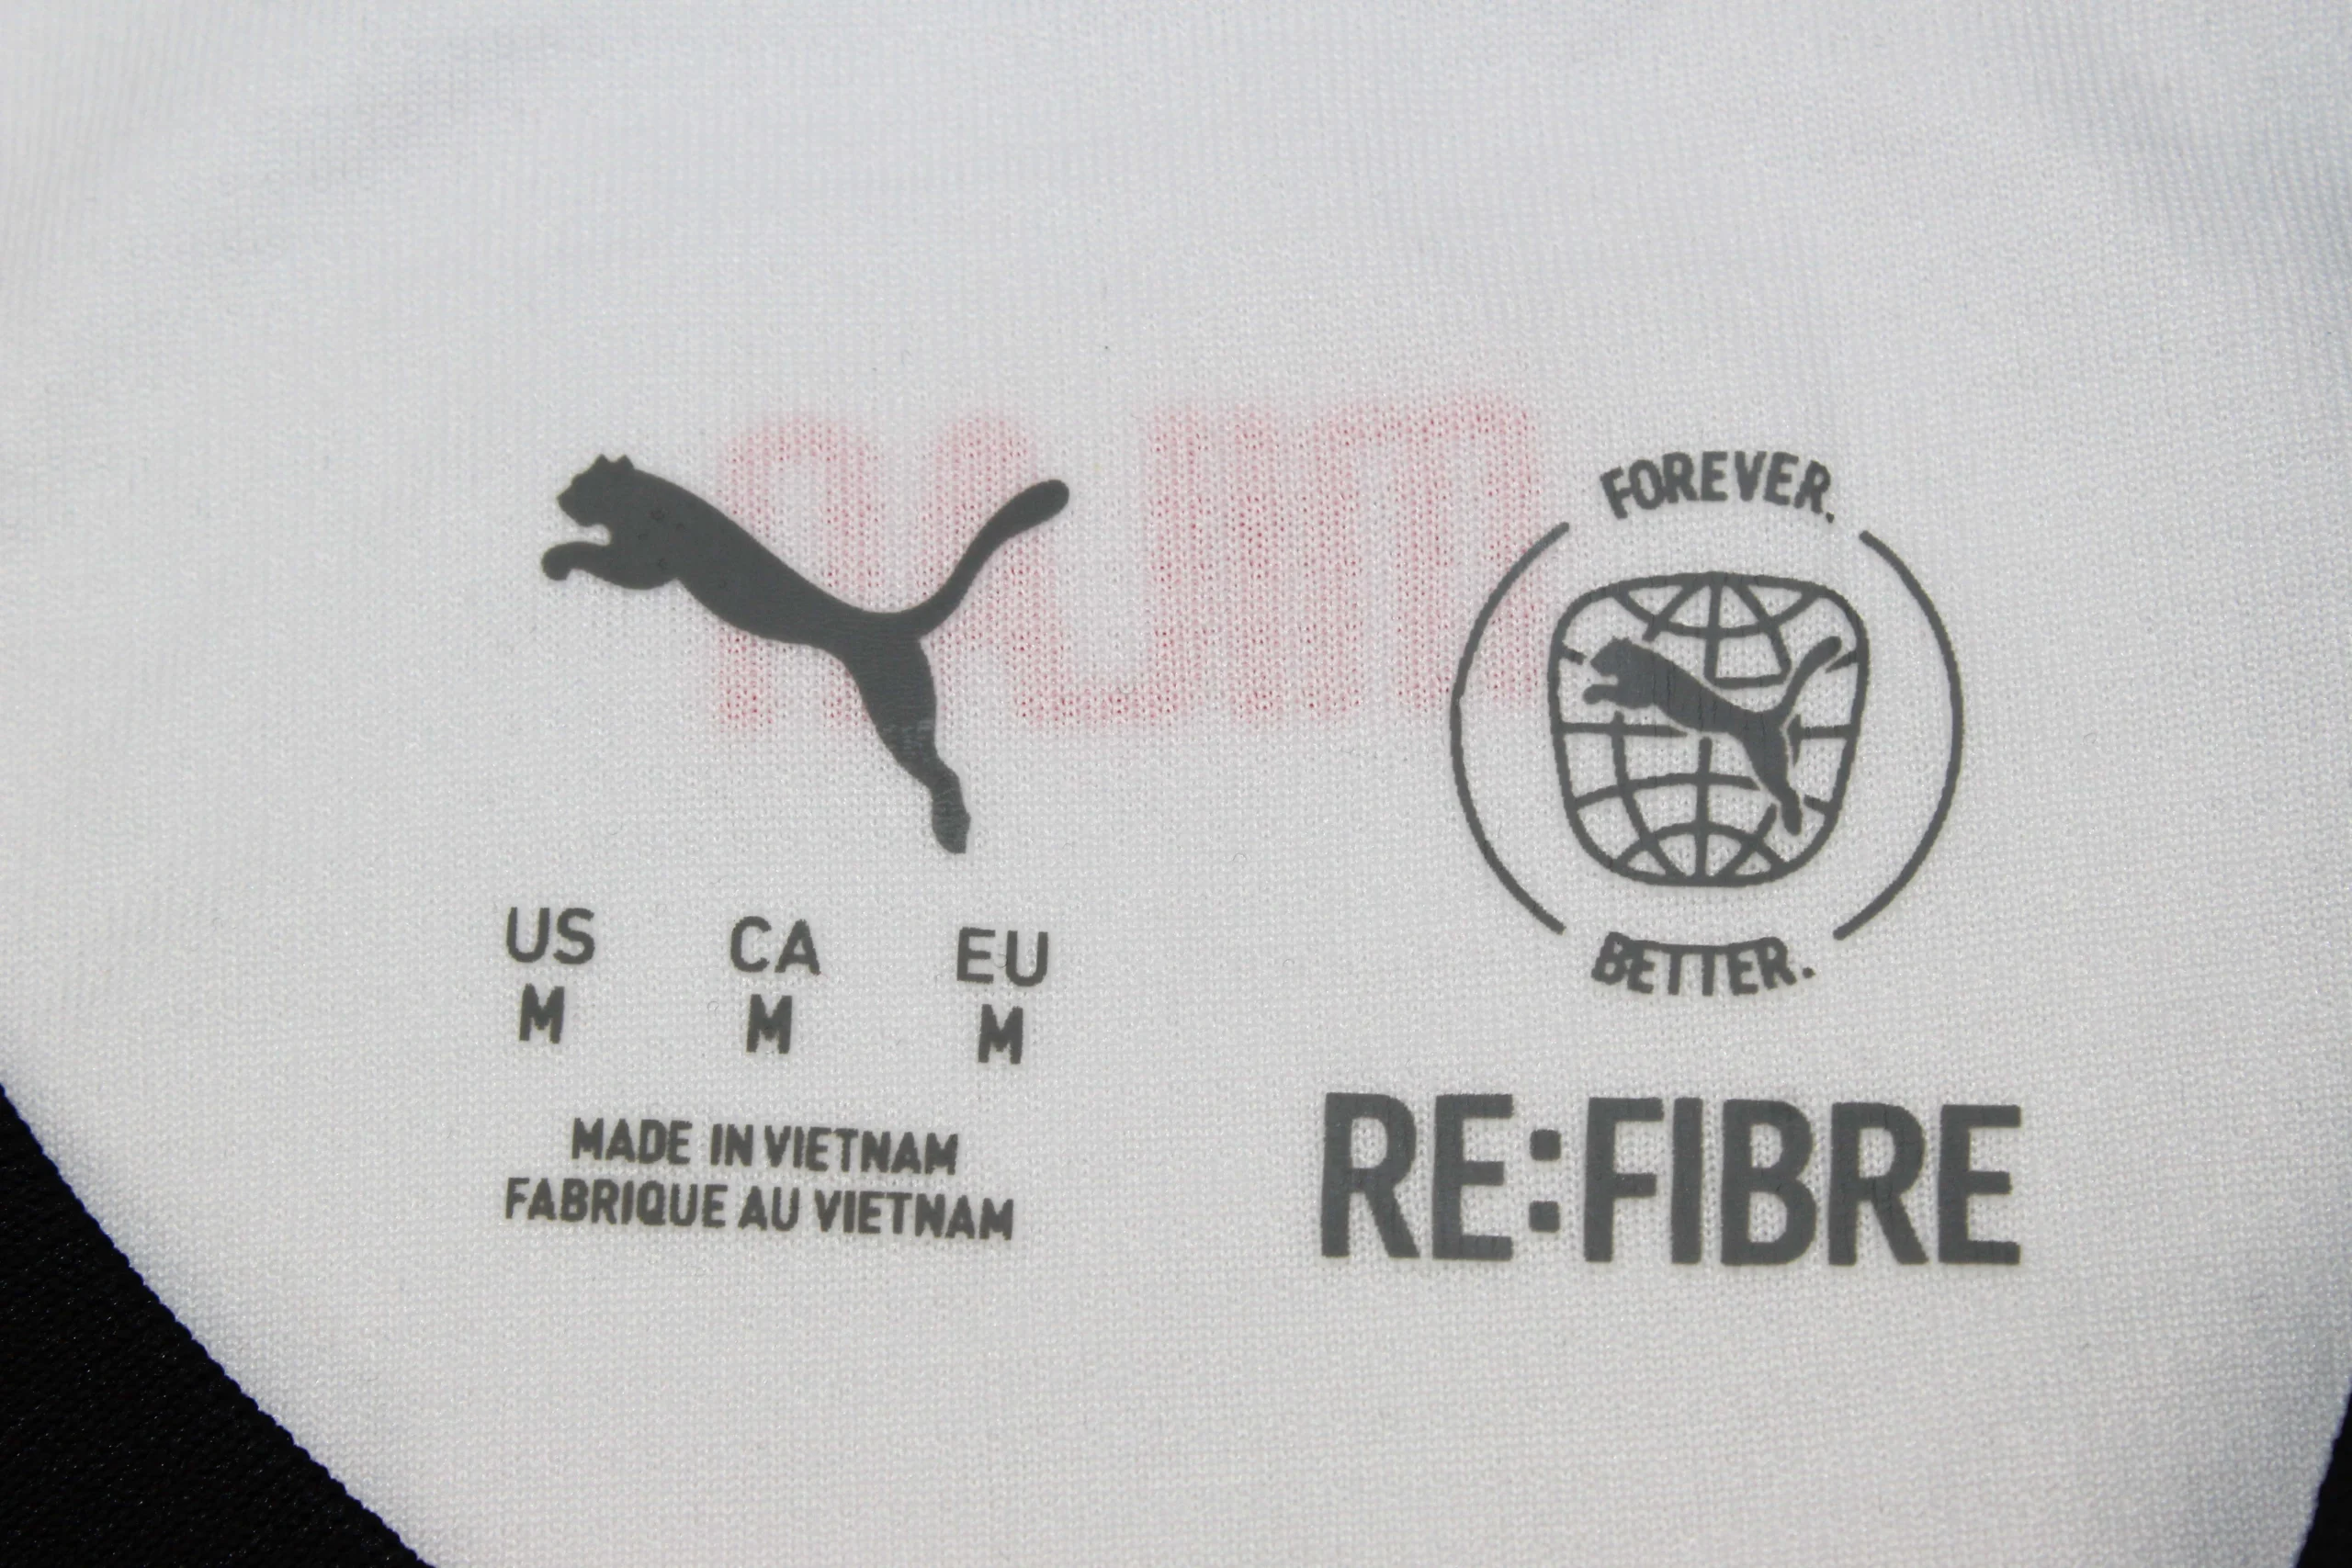 US CA EU
M M M
MADE IN VIETNAM
FABRIQUE AU VIETNAM
FOREVER.
BETTER.
RE:FIBRE